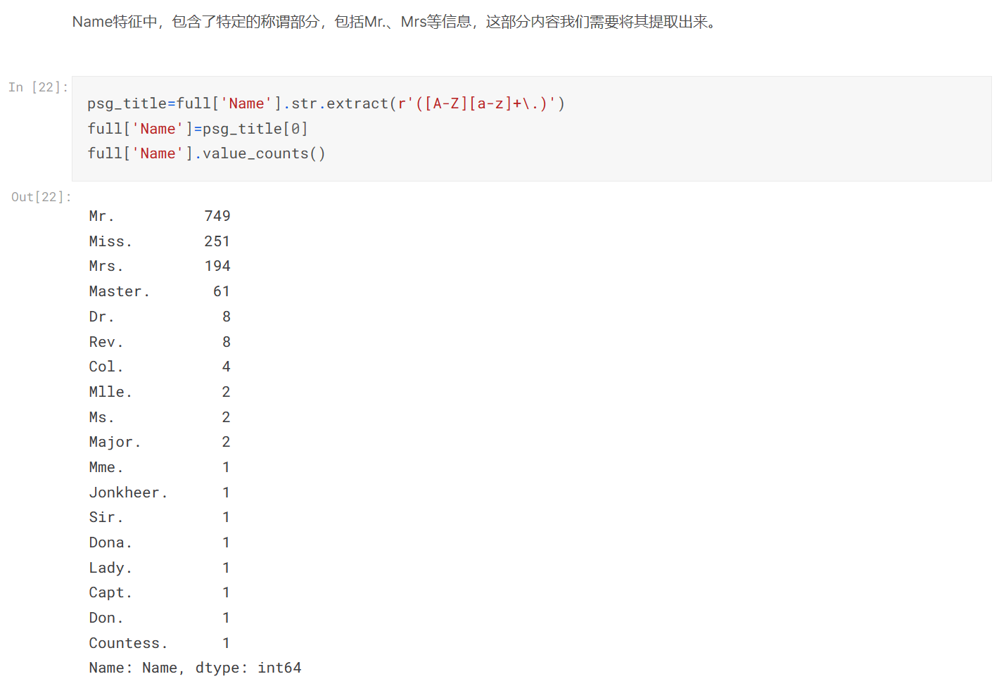 Name特征中，包含了特定的称谓部分，包括Mr.、Mrs等信息，这部分内容我们需要将其提取出来。
In [22]:
psg_title=full['Name'].str.extract(r'([A-Z][a-z]+\.)')
full['Name']=psg_title[0]
full['Name'].value_counts()
Out[22]:
Mr. 749
Miss. 251
Mrs. 194
Master. 61
Dr. 8
Rev. 8
Col. 4
Mlle. 2
Ms. 2
Major. 2
Mme. 1
Jonkheer. 1
Sir. 1
Dona. 1
Lady. 1
Capt. 1
Don. 1
Countess. 1
Name: Name, dtype: int64